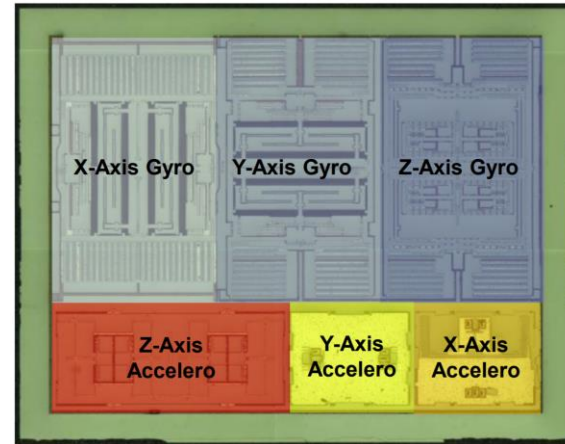 X-Axis Gyro
Y-Axis Gyro
Z-Axis Gyro
Z-Axis
Accelero
Y-Axis
Accelero
X-Axis
Accelero